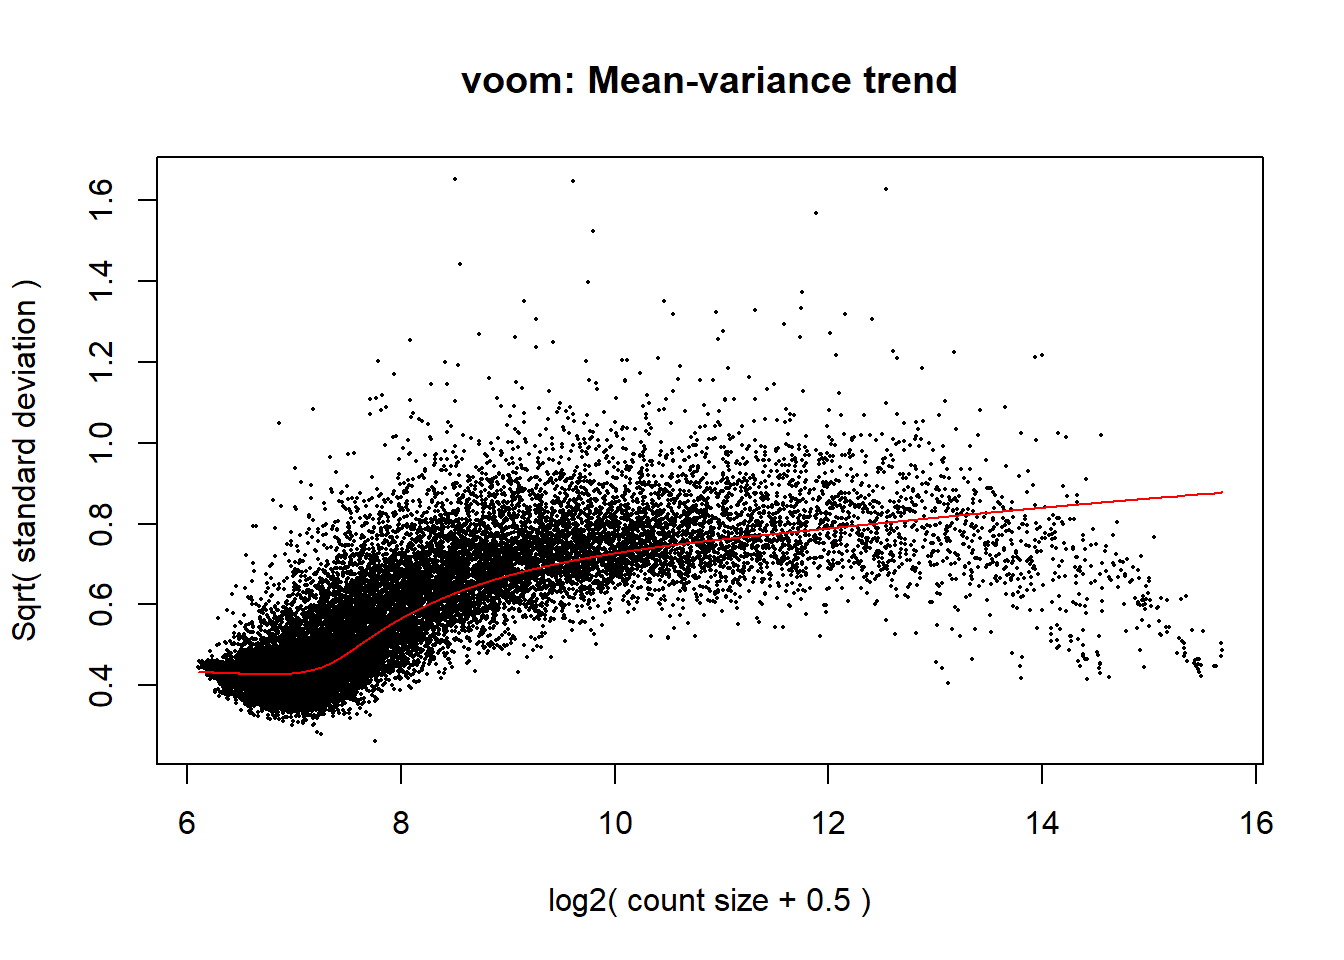 voom: Mean-variance trend
Sqrt( standard deviation )
1.6
1.4
1.2
1.0
0.8
0.6
0.4
6 8 10 12 14 16
log2( count size + 0.5 )